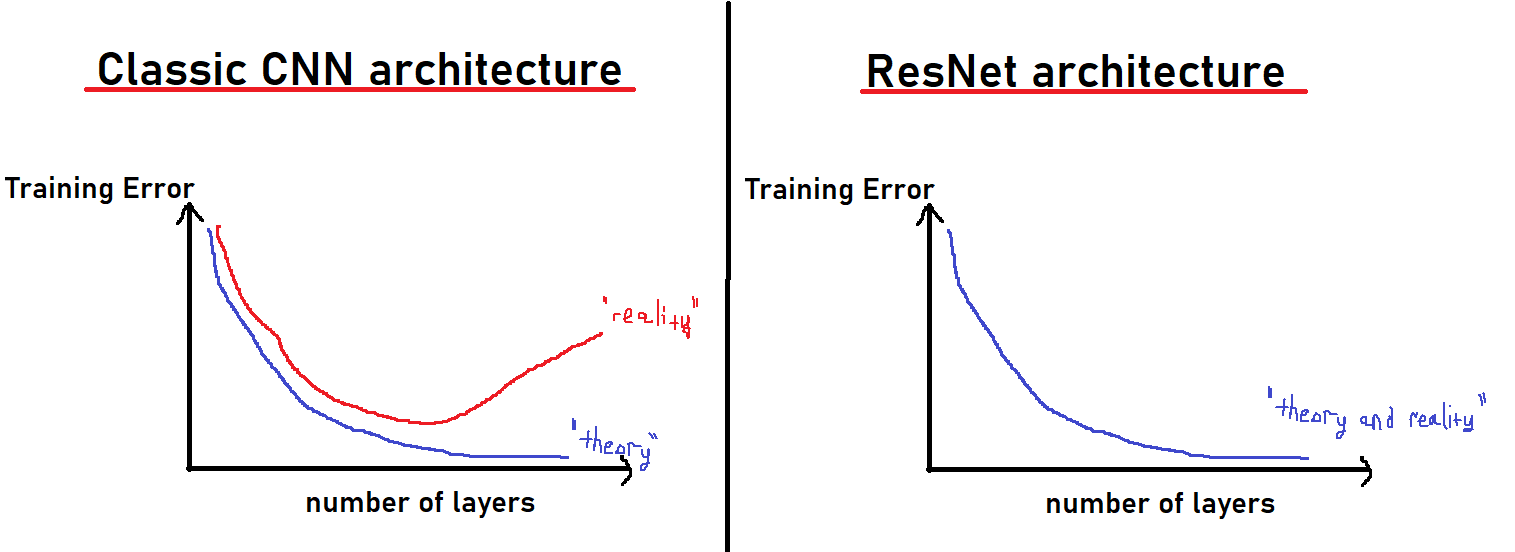 Classic CNN architecture
Training Error
"reality"
"theory"
number of layers
ResNet architecture
Training Error
"theory and reality"
number of layers